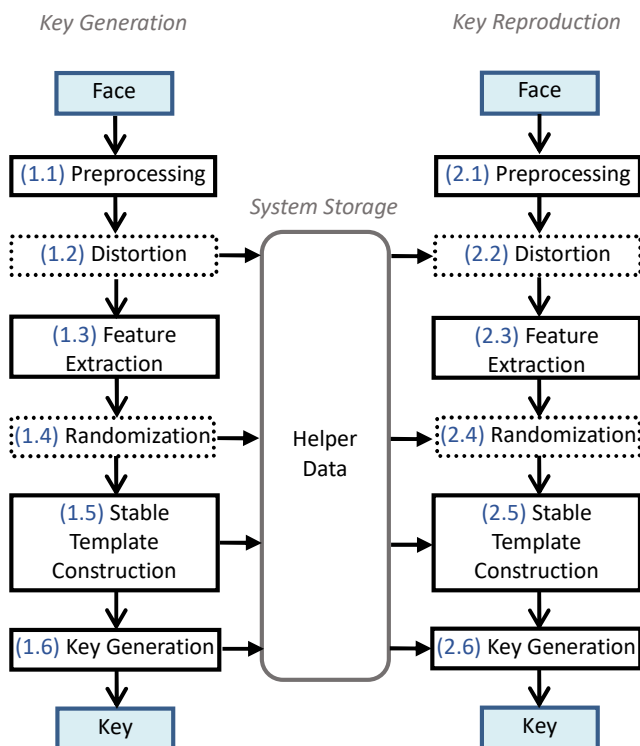 Key Generation
Face
(1.1) Preprocessing
(1.2) Distortion
(1.3) Feature
Extraction
(1.4) Randomization
(1.5) Stable
Template
Construction
(1.6) Key Generation
Key
System Storage
Helper
Data
Key Reproduction
Face
(2.1) Preprocessing
(2.2) Distortion
(2.3) Feature
Extraction
(2.4) Randomization
(2.5) Stable
Template
Construction
(2.6) Key Generation
Key